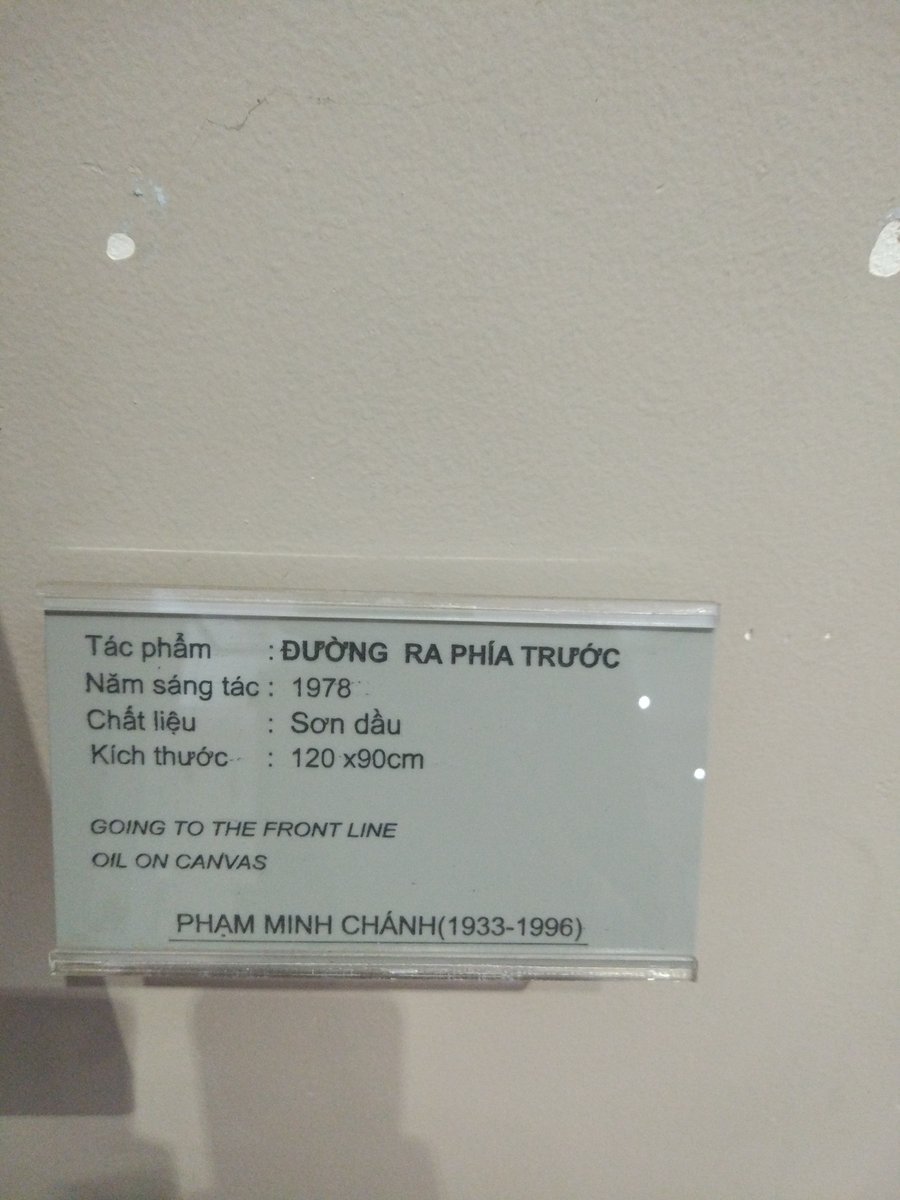 Tác phẩm : ĐƯỜNG RA PHÍA TRƯỚC
Năm sáng tác : 1978
Chất liệu : Sơn dầu
Kích thước : 120 x90cm
GOING TO THE FRONT LINE
OIL ON CANVAS
PHẠM MINH CHÁNH(1933-1996)